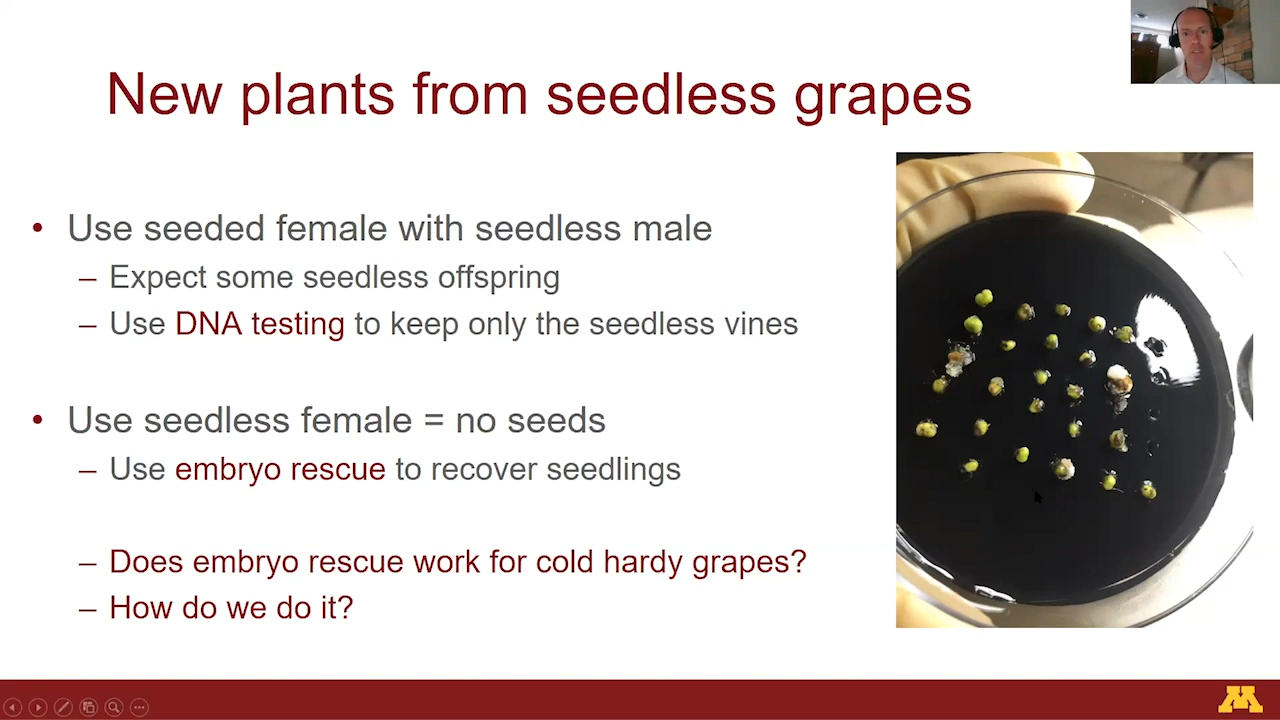 New plants from seedless grapes
• Use seeded female with seedless male
– Expect some seedless offspring
– Use DNA testing to keep only the seedless vines
• Use seedless female = no seeds
– Use embryo rescue to recover seedlings
– Does embryo rescue work for cold hardy grapes?
– How do we do it?
M